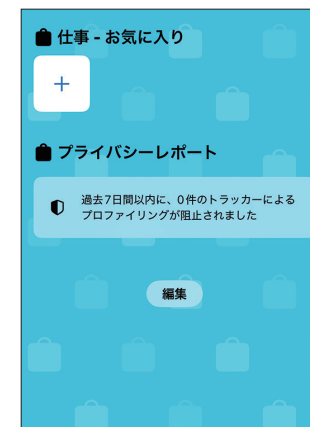 仕事 - お気に入り
プライバシーレポート
過去7日間以内に、0件のトラッカーによる
プロファイリングが阻止されました
編集